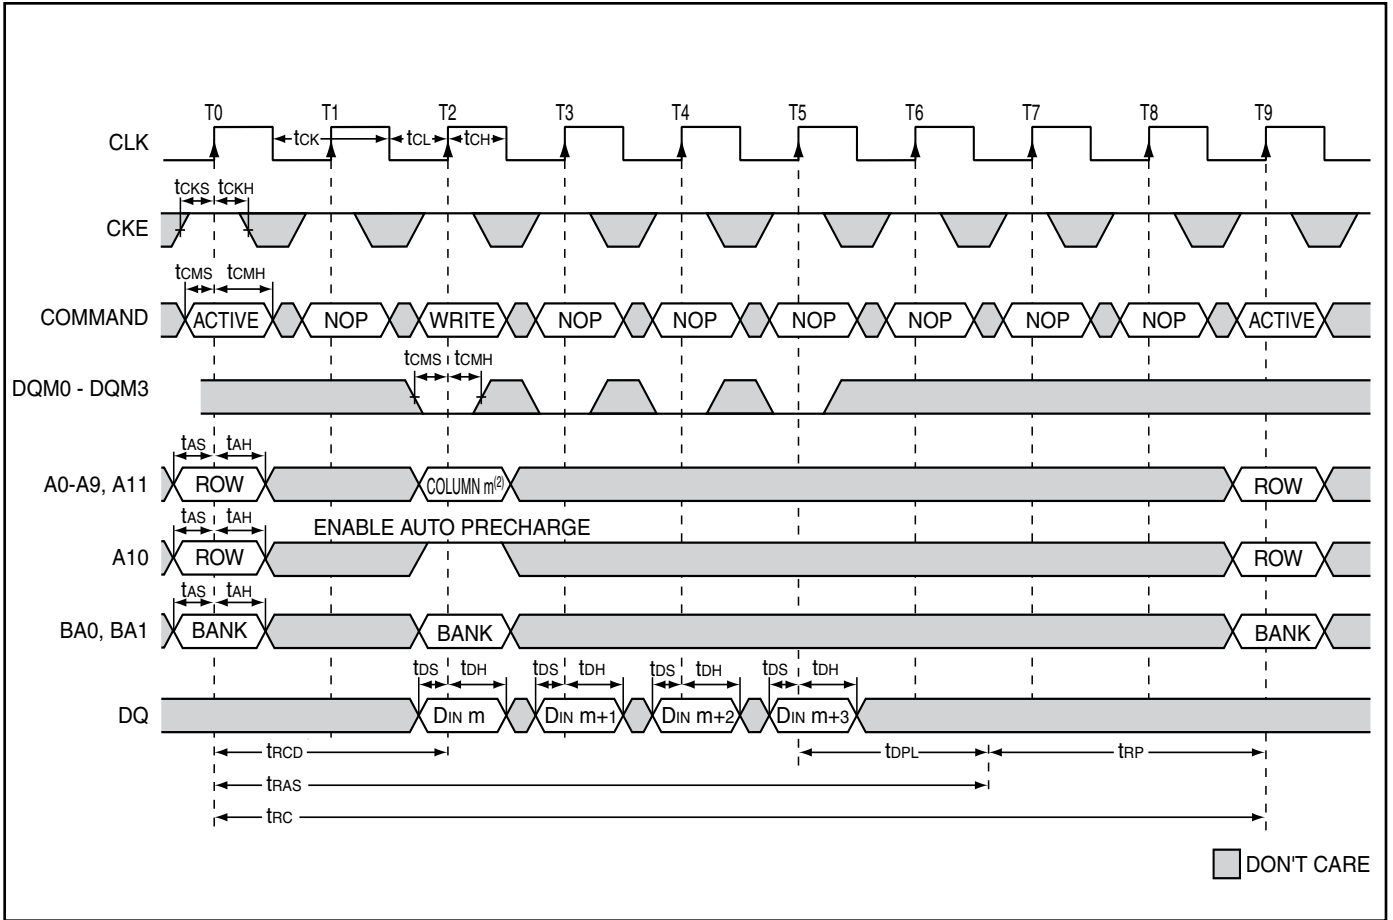 T0 T1 T2 T3 T4 T5 T6 T7 T8 T9
CLK tCK tCL tCH
tCKS tCKH
CKE
tCMS tCMH
COMMAND ACTIVE NOP WRITE NOP NOP NOP NOP NOP NOP ACTIVE
tCMS tCMH
DQM0 - DQM3
tAS tAH
A0-A9, A11 ROW COLUMN m(2) ROW
tAS tAH ENABLE AUTO PRECHARGE
A10 ROW ROW
tAS tAH
BA0, BA1 BANK BANK BANK
tDS tDH tDS tDH tDS tDH tDS tDH
DQ DIN m DIN m+1 DIN m+2 DIN m+3
tRCD tDPL tRP
tRAS
tRC
DON'T CARE